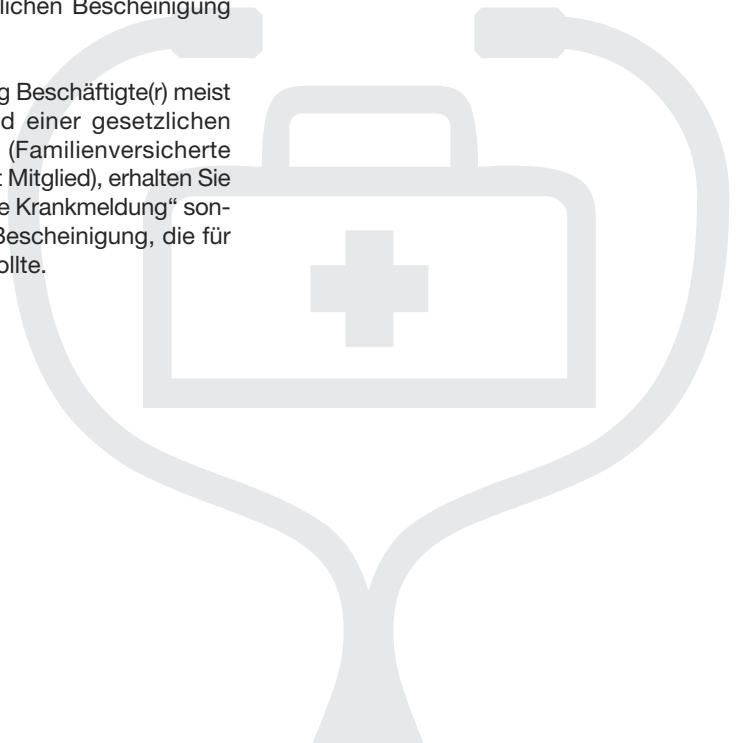 lichen Bescheinigung
g Beschäftigte(r) meist
d einer gesetzlichen
(Familienversicherte
t Mitglied), erhalten Sie
e Krankmeldung“ son-
Bescheinigung, die für
ollte.